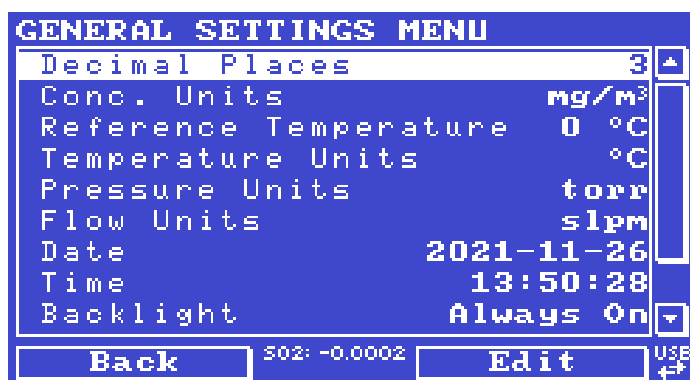 GENERAL SETTINGS MENU
Decimal Places 3
Conc. Units mg/m³
Reference Temperature 0 °C
Temperature Units °C
Pressure Units torr
Flow Units slpm
Date 2021-11-26
Time 13:50:28
Backlight Always On
Back SO2: -0.0002 Edit USB